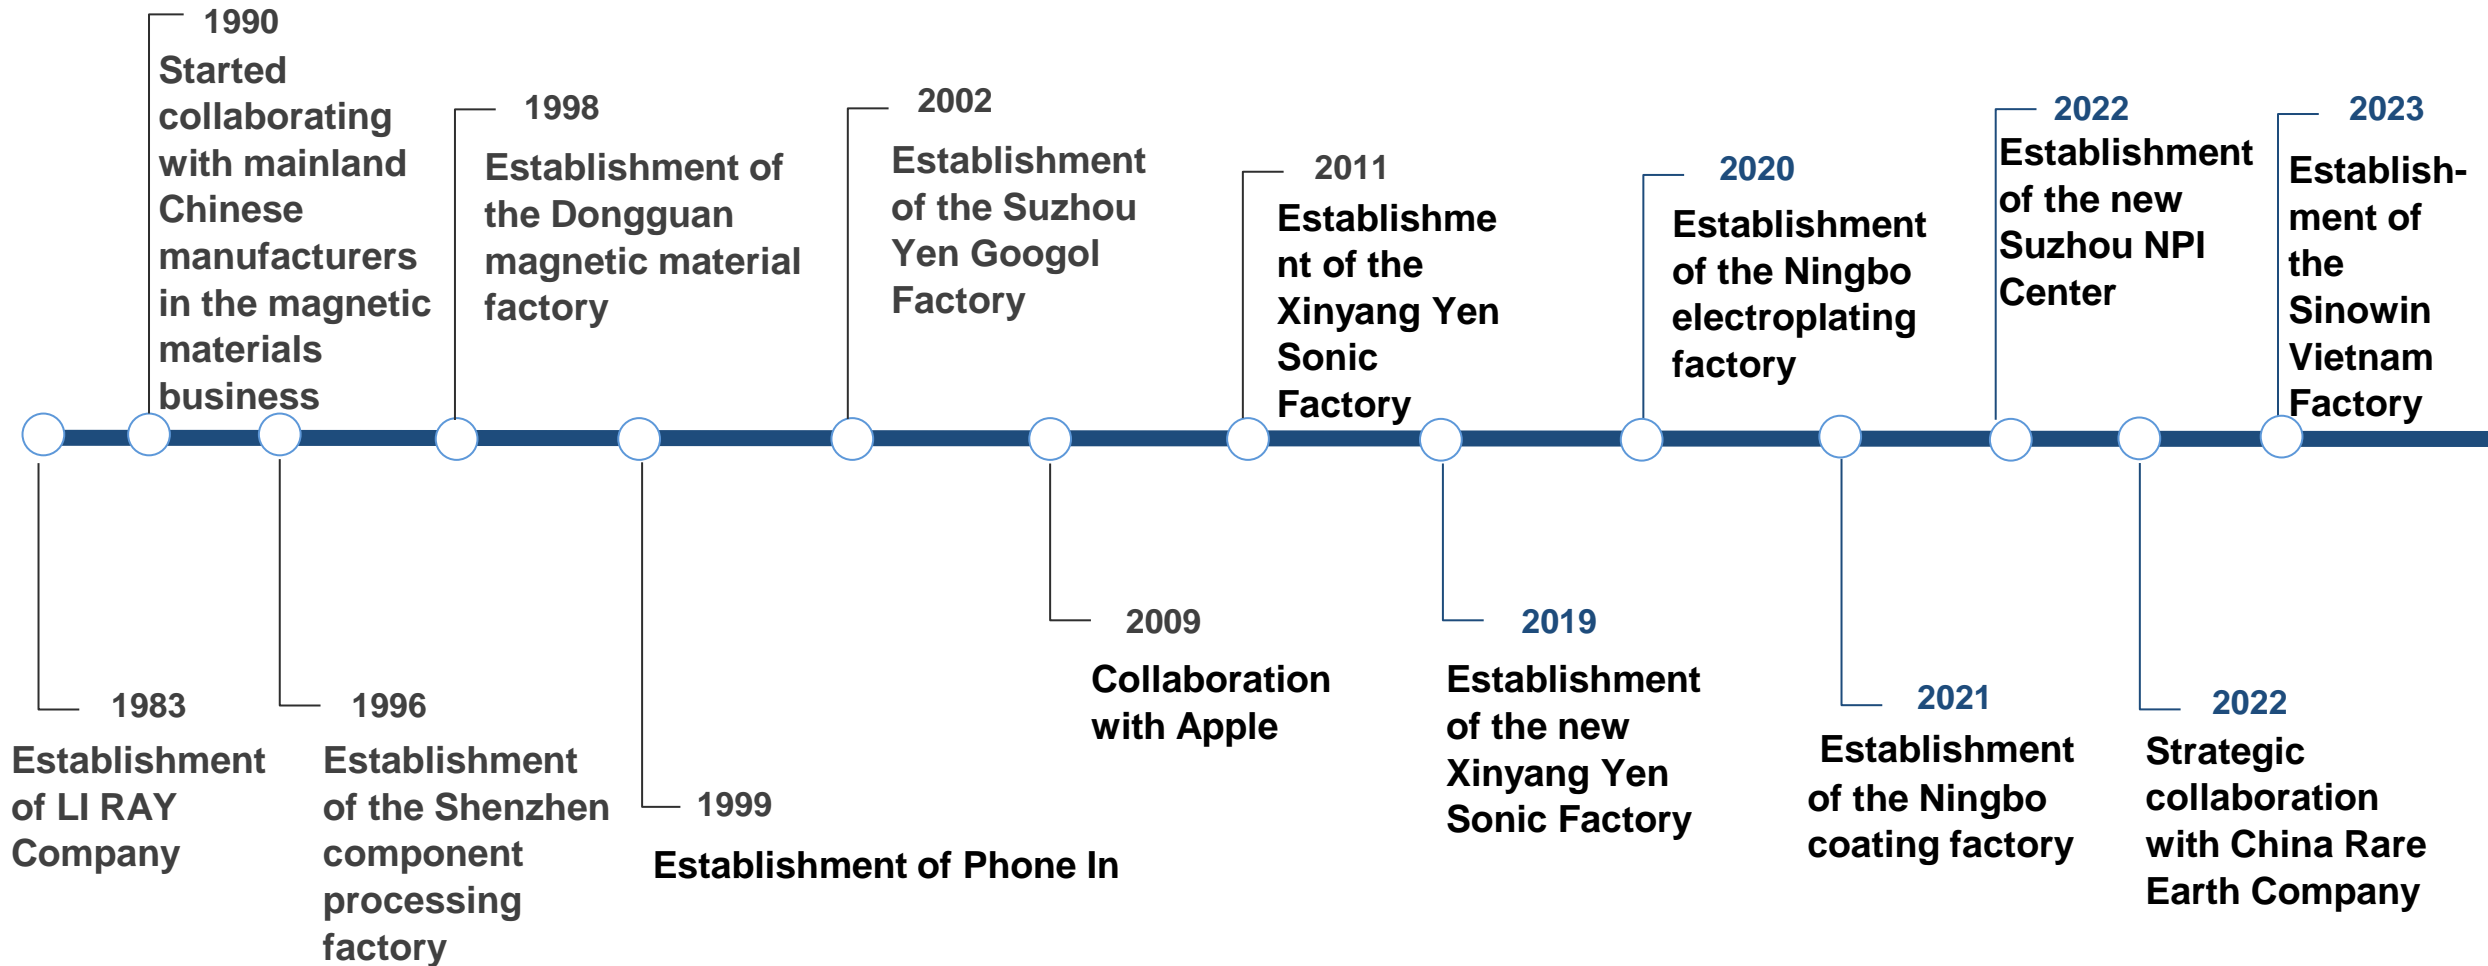 1990
Started
collaborating
with mainland
Chinese
manufacturers
in the magnetic
materials
business
1998
Establishment of
the Dongguan
magnetic material
factory
2002
Establishment
of the Suzhou
Yen Googol
Factory
2011
Establishme
nt of the
Xinyang Yen
Sonic
Factory
2020
Establishment
of the Ningbo
electroplating
factory
2022
Establishment
of the new
Suzhou NPI
Center
2023
Establish-
ment of
the
Sinowin
Vietnam
Factory
1983
Establishment
of LI RAY
Company
1996
Establishment
of the Shenzhen
component
processing
factory
1999
Establishment of Phone In
2009
Collaboration
with Apple
2019
Establishment
of the new
Xinyang Yen
Sonic Factory
2021
Establishment
of the Ningbo
coating factory
2022
Strategic
collaboration
with China Rare
Earth Company